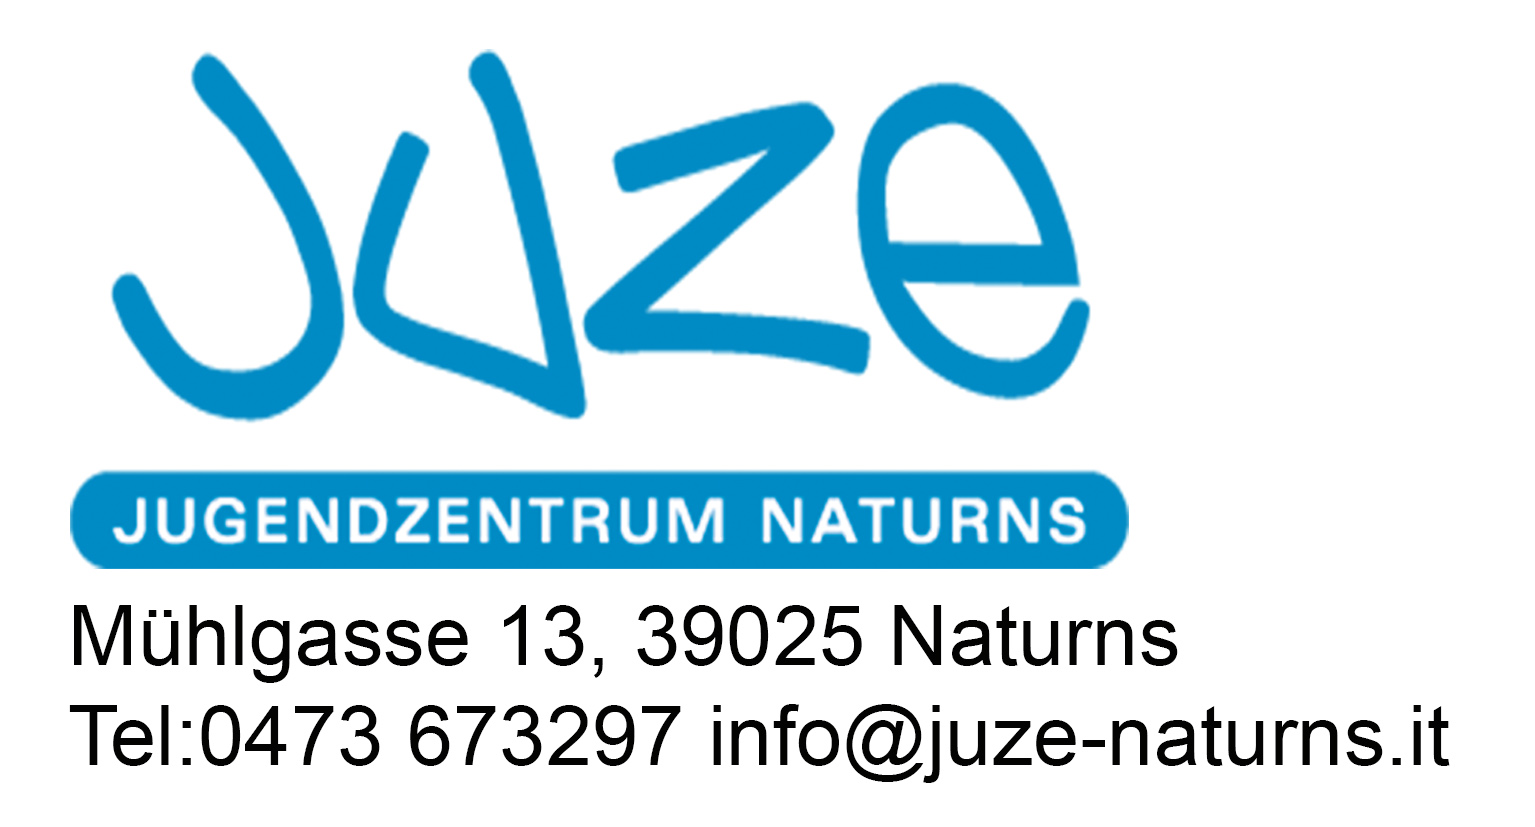 Juze
JUGENDZENTRUM NATURNS
Mühlgasse 13, 39025 Naturns
Tel:0473 673297 info@juze-naturns.it